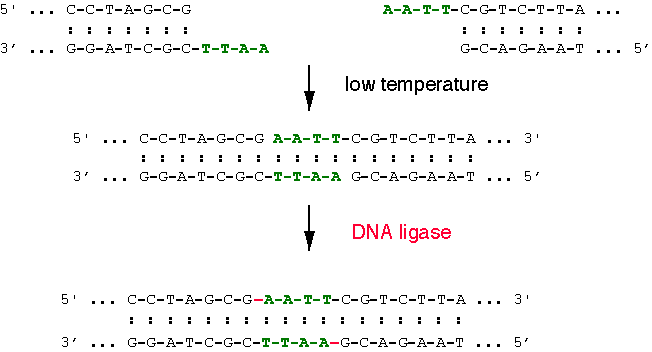 5' ... C-C-T-A-G-C-G A-A-T-T-C-G-T-C-T-T-A ...
: : : : : : : : : : : : : :
3' ... G-G-A-T-C-G-C-T-T-A-A G-C-A-G-A-A-T ... 5'
low temperature
5' ... C-C-T-A-G-C-G A-A-T-T-C-G-T-C-T-T-A ... 3'
: : : : : : : : : : : : : : : : : :
3' ... G-G-A-T-C-G-C-T-T-A-A G-C-A-G-A-A-T ... 5'
DNA ligase
5' ... C-C-T-A-G-C-G-A-A-T-T-C-G-T-C-T-T-A ... 3'
: : : : : : : : : : : : : : : : : :
3' ... G-G-A-T-C-G-C-T-T-A-A-G-C-A-G-A-A-T ... 5'